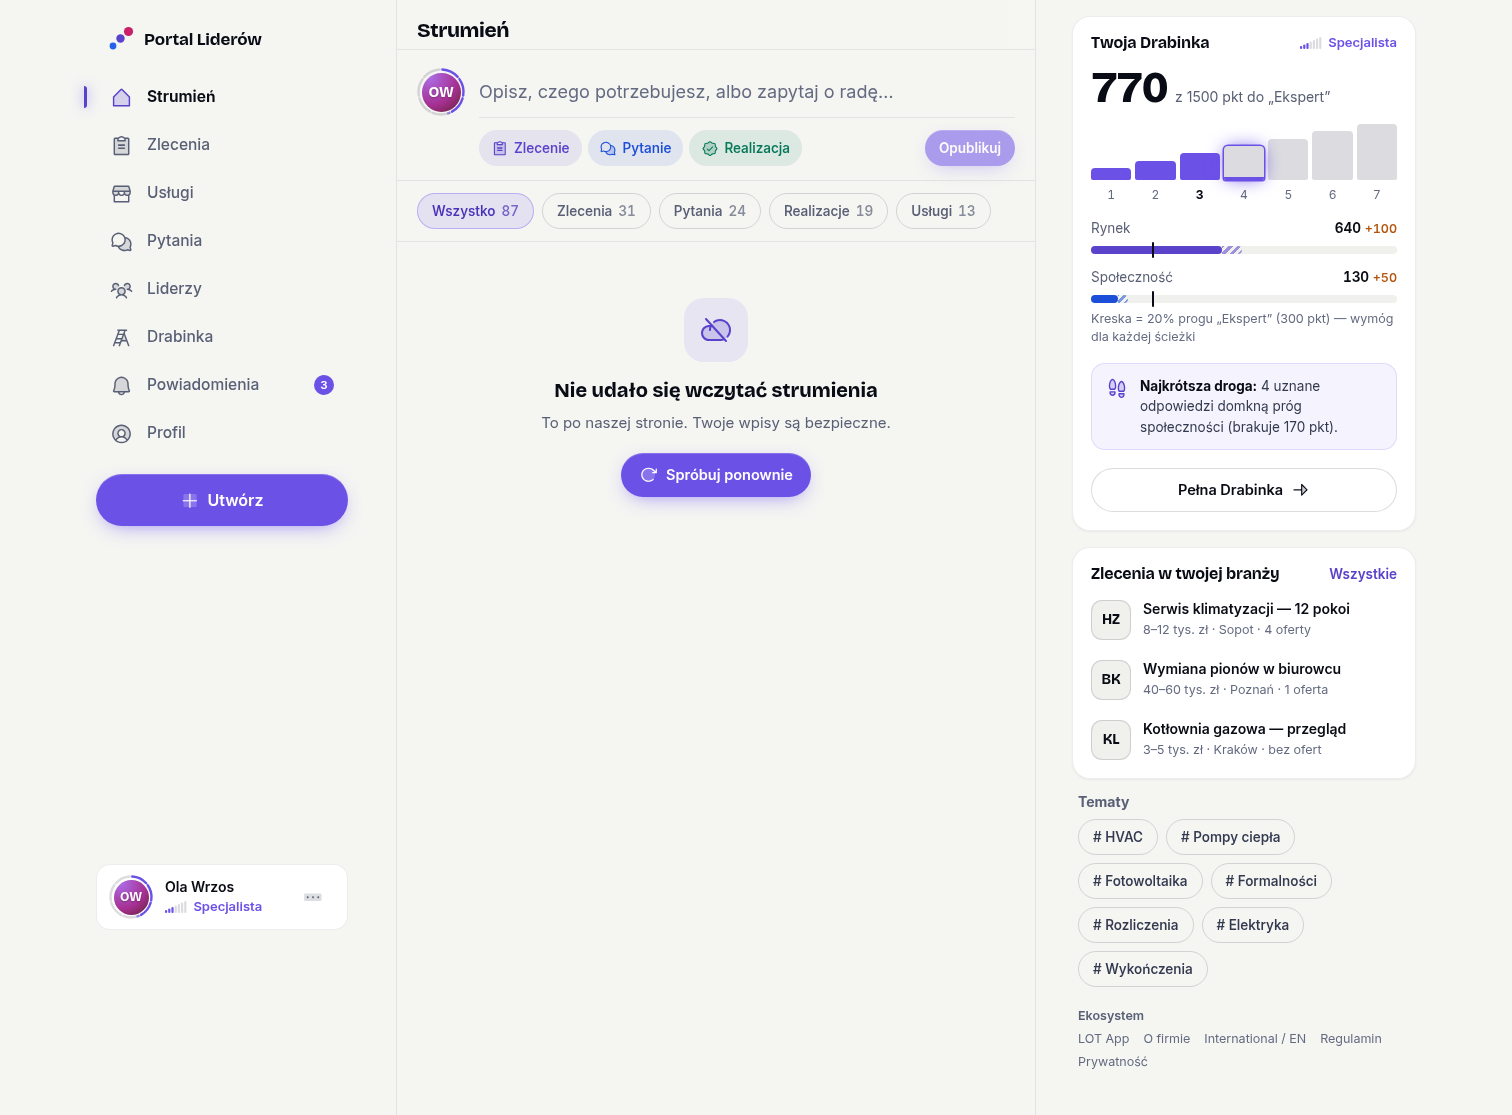 Portal Liderów
Strumień
Zlecenia
Usługi
Pytania
Liderzy
Drabinka
Powiadomienia 3
Profil
Utwórz
OW
Ola Wrzos
Specjalista
Strumień
OW
Opisz, czego potrzebujesz, albo zapytaj o radę...
Zlecenie Pytanie Realizacja Opublikuj
Wszystko 87 Zlecenia 31 Pytania 24 Realizacje 19 Usługi 13
Nie udało się wczytać strumienia
To po naszej stronie. Twoje wpisy są bezpieczne.
Spróbuj ponownie
Twoja Drabinka Specjalista
770 z 1500 pkt do „Ekspert”
1 2 3 4 5 6 7
Rynek 640 +100
Społeczność 130 +50
Kreska = 20% progu „Ekspert” (300 pkt) — wymóg
dla każdej ścieżki
Najkrótsza droga: 4 uznane
odpowiedzi domkną próg
społeczności (brakuje 170 pkt).
Pełna Drabinka
Zlecenia w twojej branży Wszystkie
HZ
Serwis klimatyzacji — 12 pokoi
8–12 tys. zł · Sopot · 4 oferty
BK
Wymiana pionów w biurowcu
40–60 tys. zł · Poznań · 1 oferta
KL
Kotłownia gazowa — przegląd
3–5 tys. zł · Kraków · bez ofert
Tematy
# HVAC # Pompy ciepła
# Fotowoltaika # Formalności
# Rozliczenia # Elektryka
# Wykończenia
Ekosystem
LOT App O firmie International / EN Regulamin
Prywatność